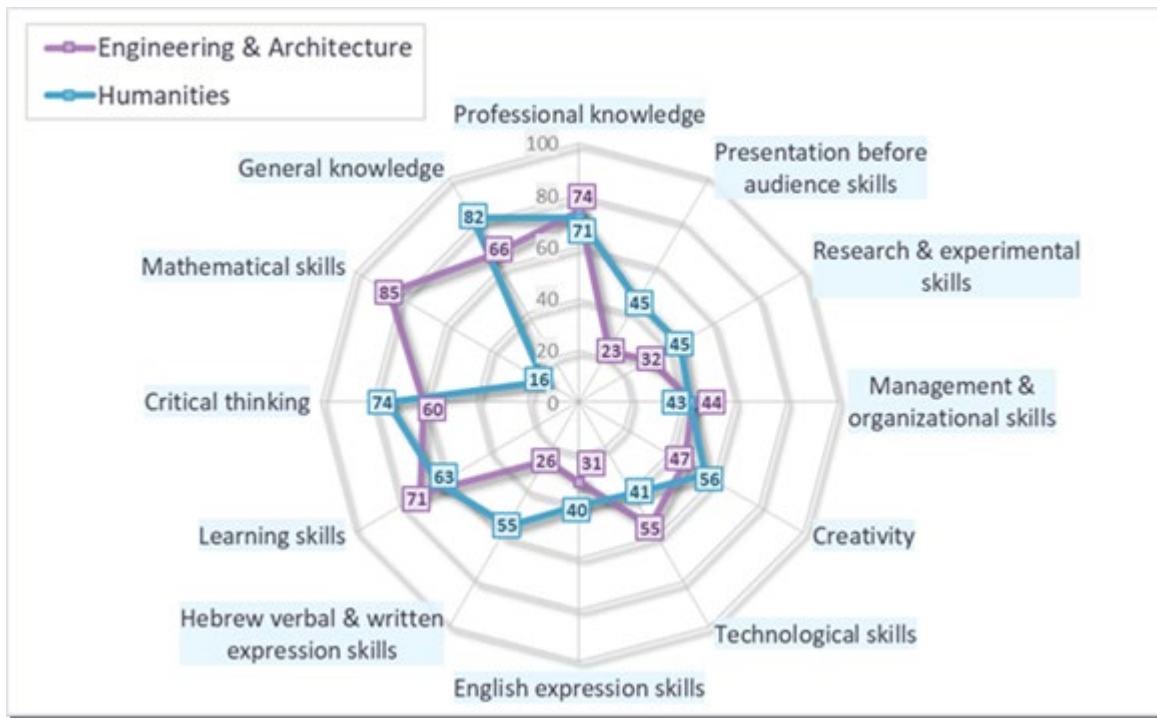 Engineering & Architecture
Humanities
Professional knowledge
100
Presentation before
audience skills
General knowledge
80
74
82
71
60
66
Research & experimental
skills
Mathematical skills
85
40
45
45
20
23
32
16
Critical thinking
74
60
0
43
44
Management &
organizational skills
26
31
47
63
71
41
56
40
55
55
Learning skills
Creativity
Hebrew verbal & written
expression skills
Technological skills
English expression skills